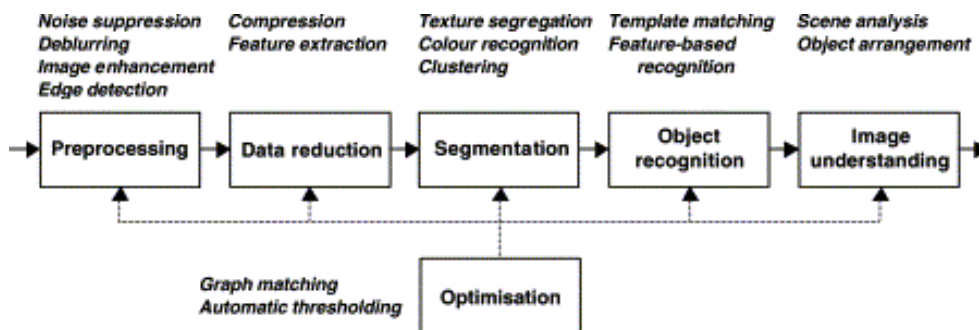 Noise suppression
Deblurring
Image enhancement
Edge detection
Compression
Feature extraction
Texture segregation
Colour recognition
Clustering
Template matching
Feature-based
recognition
Scene analysis
Object arrangement
Preprocessing
Data reduction
Segmentation
Object
recognition
Image
understanding
Graph matching
Automatic thresholding
Optimisation